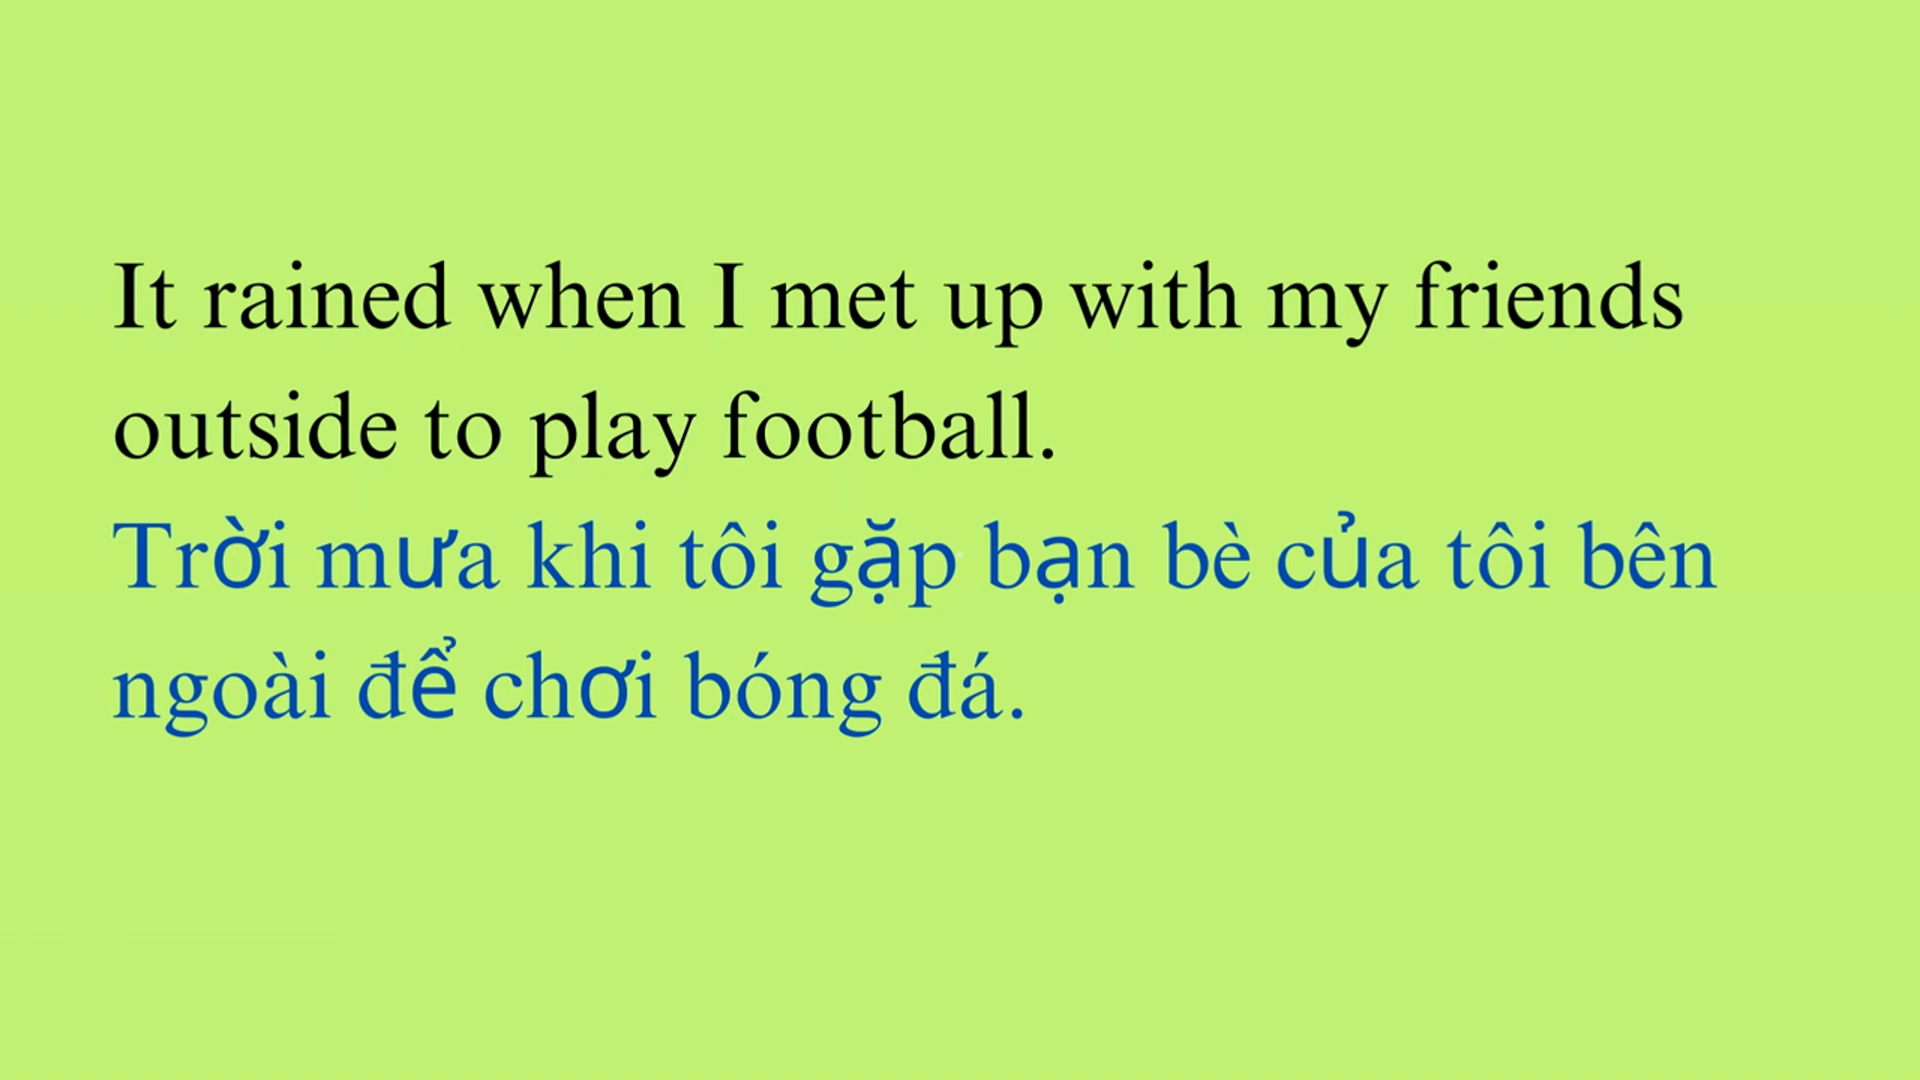 It rained when I met up with my friends
outside to play football.
Trời mưa khi tôi gặp bạn bè của tôi bên
ngoài để chơi bóng đá.